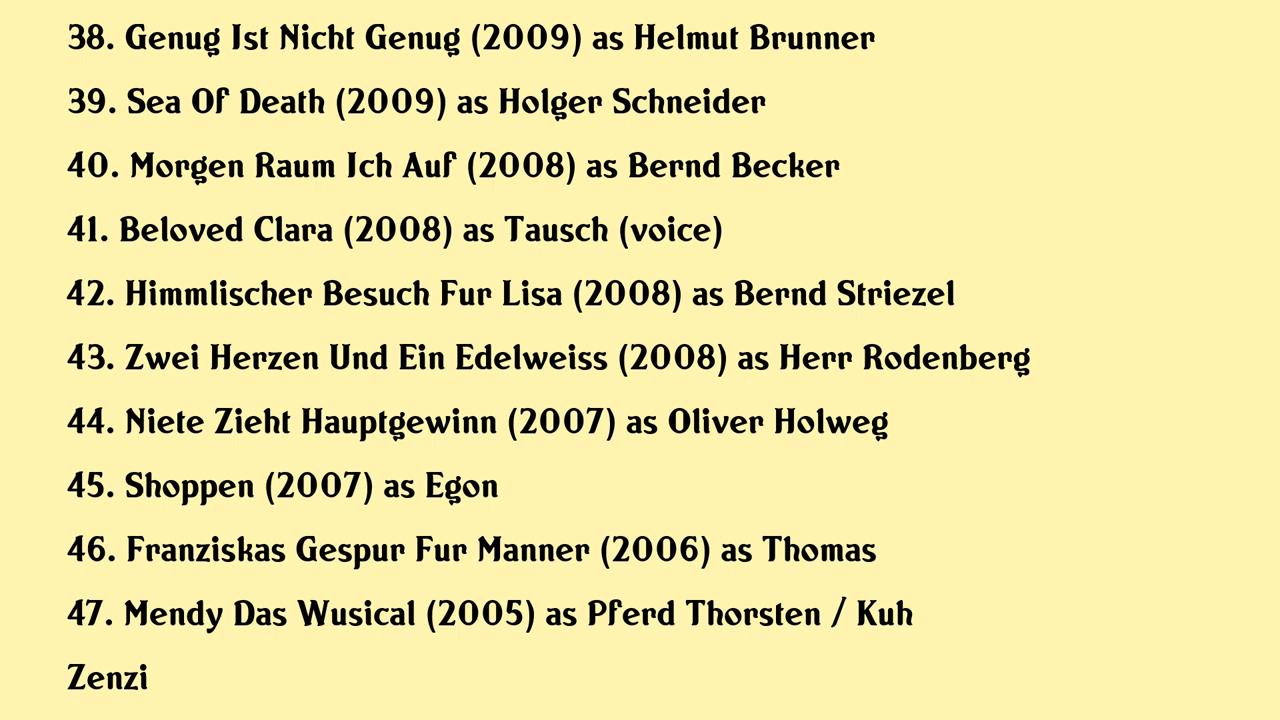 38. Genug Ist Nicht Genug (2009) as Helmut Brunner
39. Sea Of Death (2009) as Holger Schneider
40. Morgen Raum Ich Auf (2008) as Bernd Becker
41. Beloved Clara (2008) as Tausch (voice)
42. Himmlischer Besuch Fur Lisa (2008) as Bernd Striezel
43. Zwei Herzen Und Ein Edelweiss (2008) as Herr Rodenberg
44. Niete Zieht Hauptgewinn (2007) as Oliver Holweg
45. Shoppen (2007) as Egon
46. Franziskas Gespur Fur Manner (2006) as Thomas
47. Mendy Das Wusical (2005) as Pferd Thorsten / Kuh
Zenzi